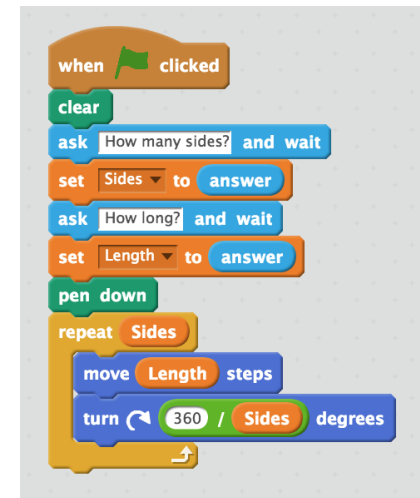 when clicked
clear
ask How many sides? and wait
set Sides to answer
ask How long? and wait
set Length to answer
pen down
repeat Sides
move Length steps
turn 360 / Sides degrees